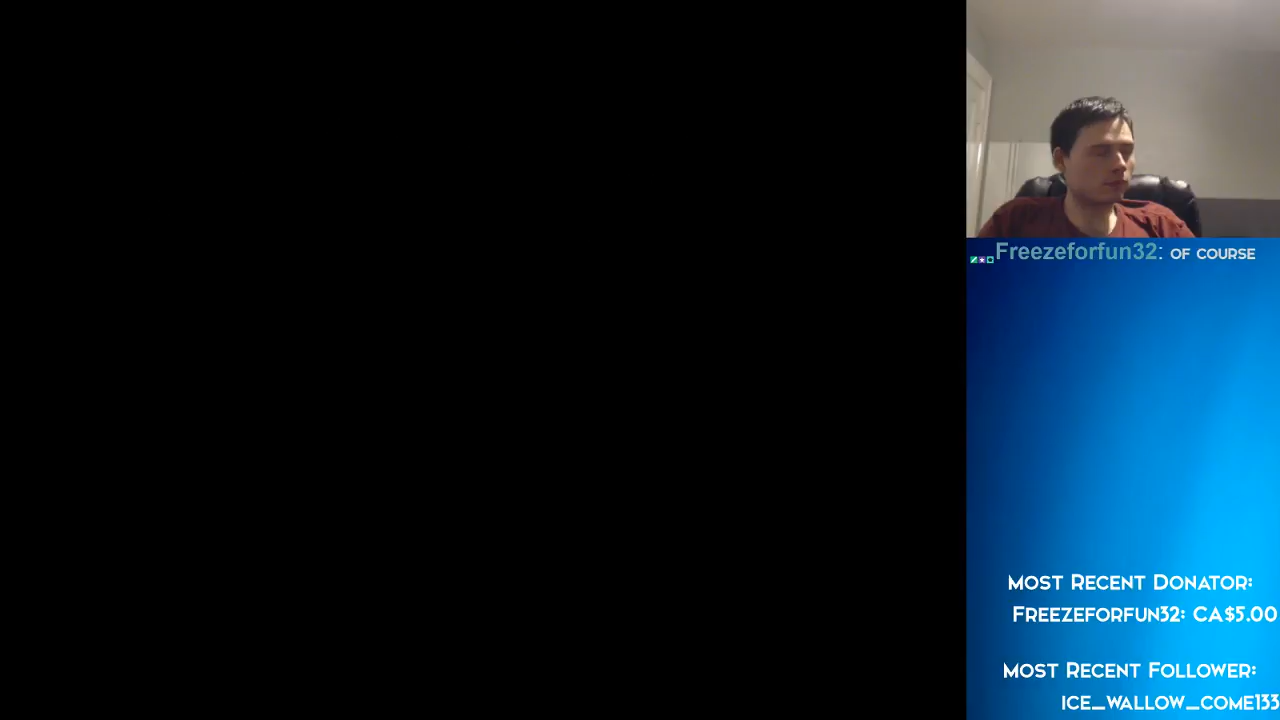 Freezeforfun32: OF COURSE
MOST RECENT DONATOR:
FREEZEFORFUN32: CA$5.00
MOST RECENT FOLLOWER:
ICE_WALLOW_COME133